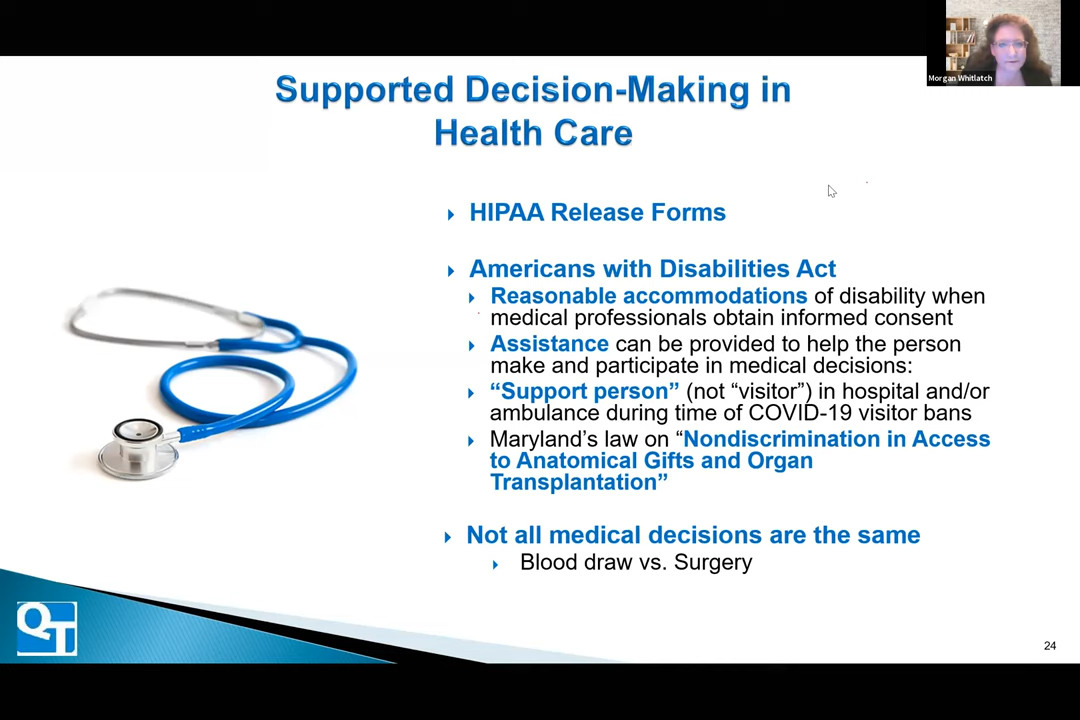 Morgan Whitlatch
Supported Decision-Making in
Health Care
HIPAA Release Forms
Americans with Disabilities Act
Reasonable accommodations of disability when
medical professionals obtain informed consent
Assistance can be provided to help the person
make and participate in medical decisions:
“Support person” (not “visitor”) in hospital and/or
ambulance during time of COVID-19 visitor bans
Maryland’s law on “Nondiscrimination in Access
to Anatomical Gifts and Organ
Transplantation”
Not all medical decisions are the same
Blood draw vs. Surgery
QT
24